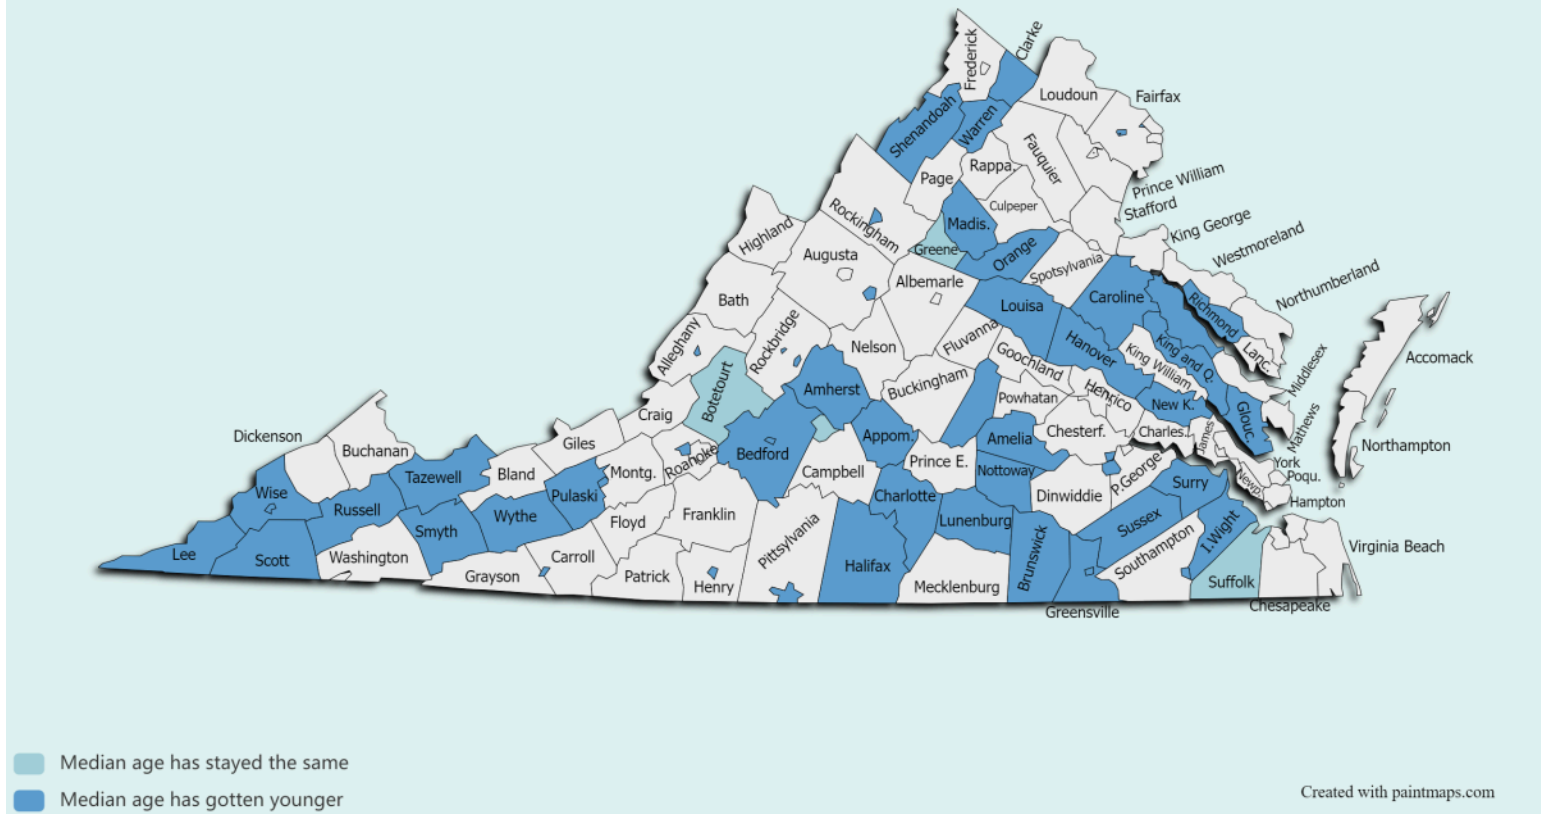 Frederick
Clarke
Loudoun
Fairfax
Shenandoah
Warren
Fauquier
Page
Rappa.
Prince William
Culpeper
Stafford
Rockingham
Madis.
King George
Highland
Greene
Orange
Westmoreland
Augusta
Spotsylvania
Albemarle
Northumberland
Bath
Louisa
Caroline
Richmond
Alleghany
Rockbridge
Nelson
Fluvanna
Hanover
King and Q.
Lanc.
Accomack
Goochland
King William
Middlesex
Botetourt
Amherst
Buckingham
Powhatan
Henrico
New K.
Glouc.
Mathews
Craig
Dickenson
Buchanan
Giles
Appom.
Amelia
Chesterf.
Charles.
James
Northampton
Bland
Montg.
Roanoke
Bedford
Campbell
Prince E.
Nottoway
P.George
York
Poqu.
Newp.
Hampton
Tazewell
Wise
Pulaski
Charlotte
Dinwiddie
Surry
Russell
Smyth
Wythe
Floyd
Franklin
Pittsylvania
Lunenburg
Sussex
I.Wight
Lee
Scott
Washington
Carroll
Grayson
Patrick
Henry
Halifax
Mecklenburg
Brunswick
Southampton
Suffolk
Virginia Beach
Greensville
Chesapeake
Median age has stayed the same
Median age has gotten younger
Created with paintmaps.com